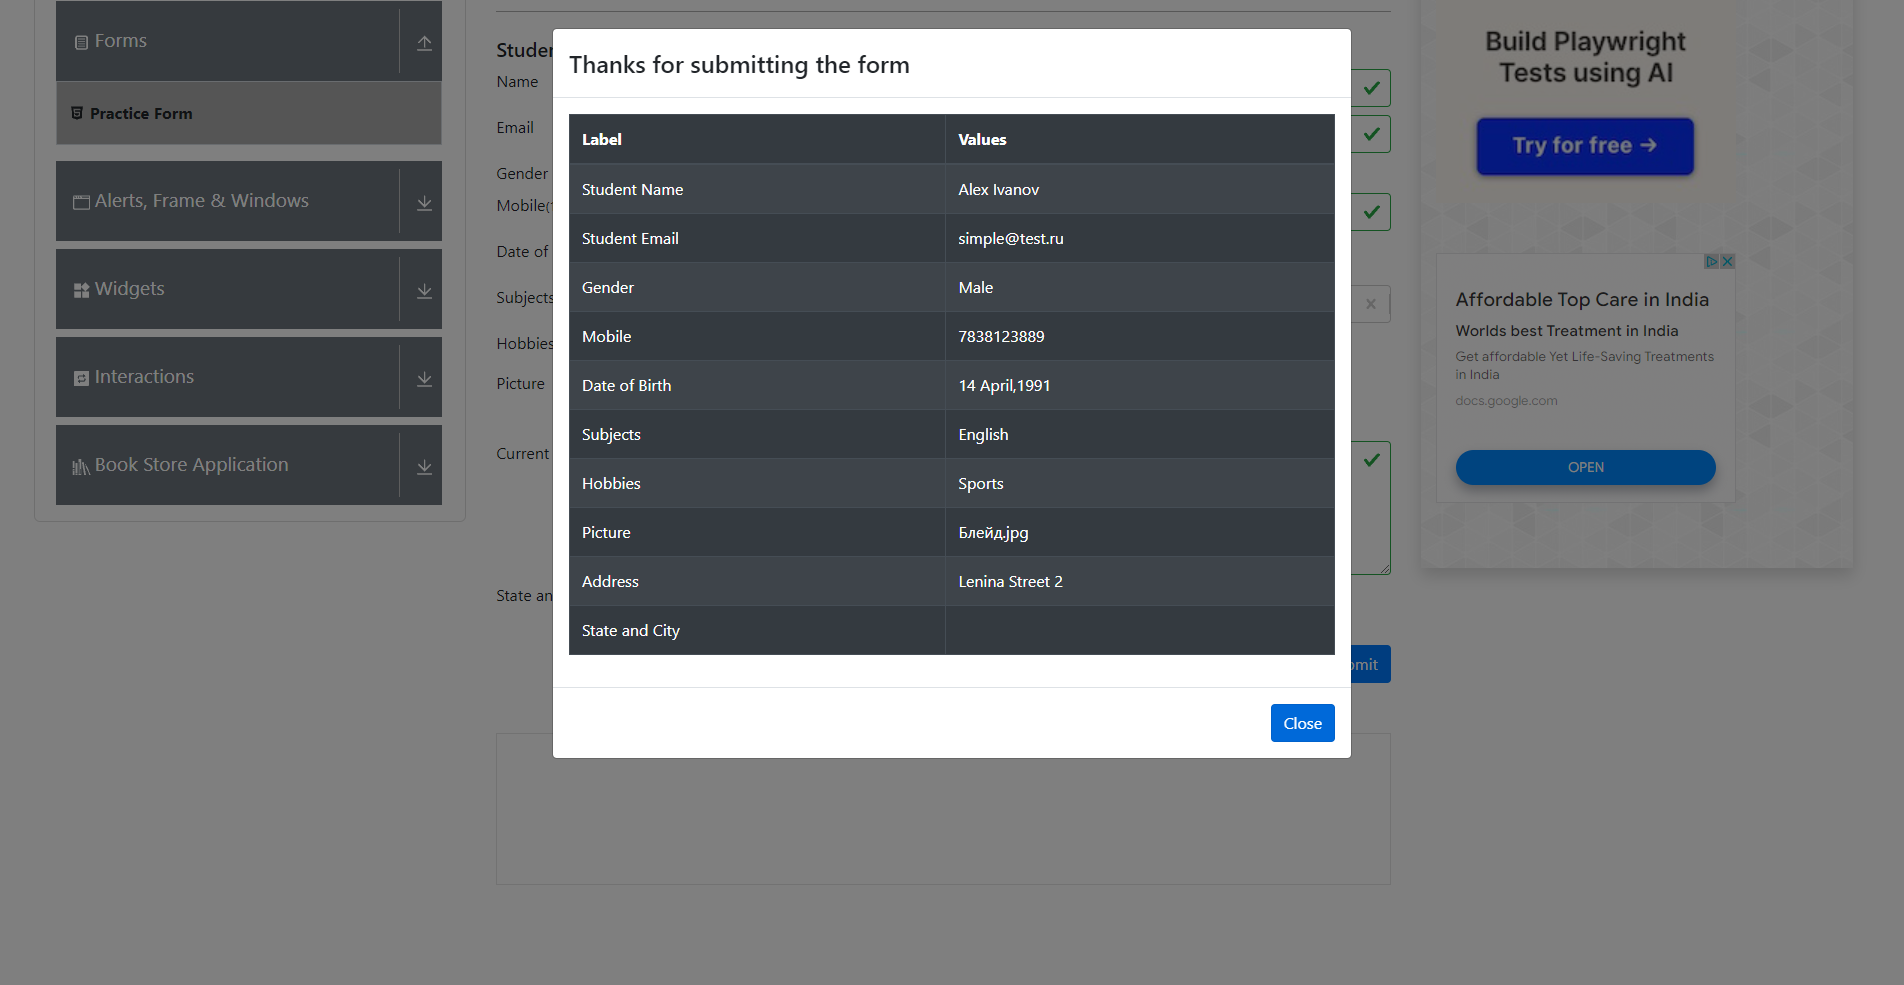 Forms
Practice Form
Alerts, Frame & Windows
Widgets
Interactions
Book Store Application
Name
Email
Gender
Date of
Subjects
Hobbies
Picture
Current
State
Thanks for submitting the form
Label Values
Student Name Alex Ivanov
Student Email simple@test.ru
Gender Male
Mobile 7838123889
Date of Birth 14 April,1991
Subjects English
Hobbies Sports
Picture Блейд.jpg
Address Lenina Street 2
State and City
Close
Build Playwright
Tests using AI
Try for free →
Affordable Top Care in India
Worlds best Treatment in India
Get affordable Yet Life-Saving Treatments
in India
docs.google.com
OPEN